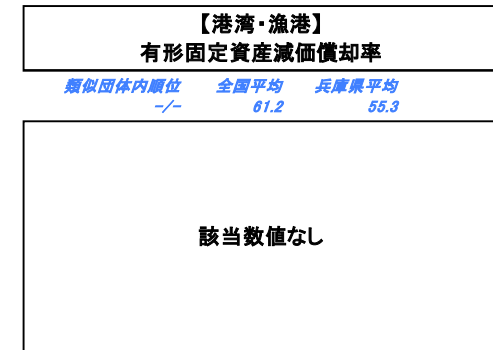 【港湾・漁港】
有形固定資産減価償却率
類似団体内順位 全国平均 兵庫県平均
-/- 61.2 55.3
該当数値なし